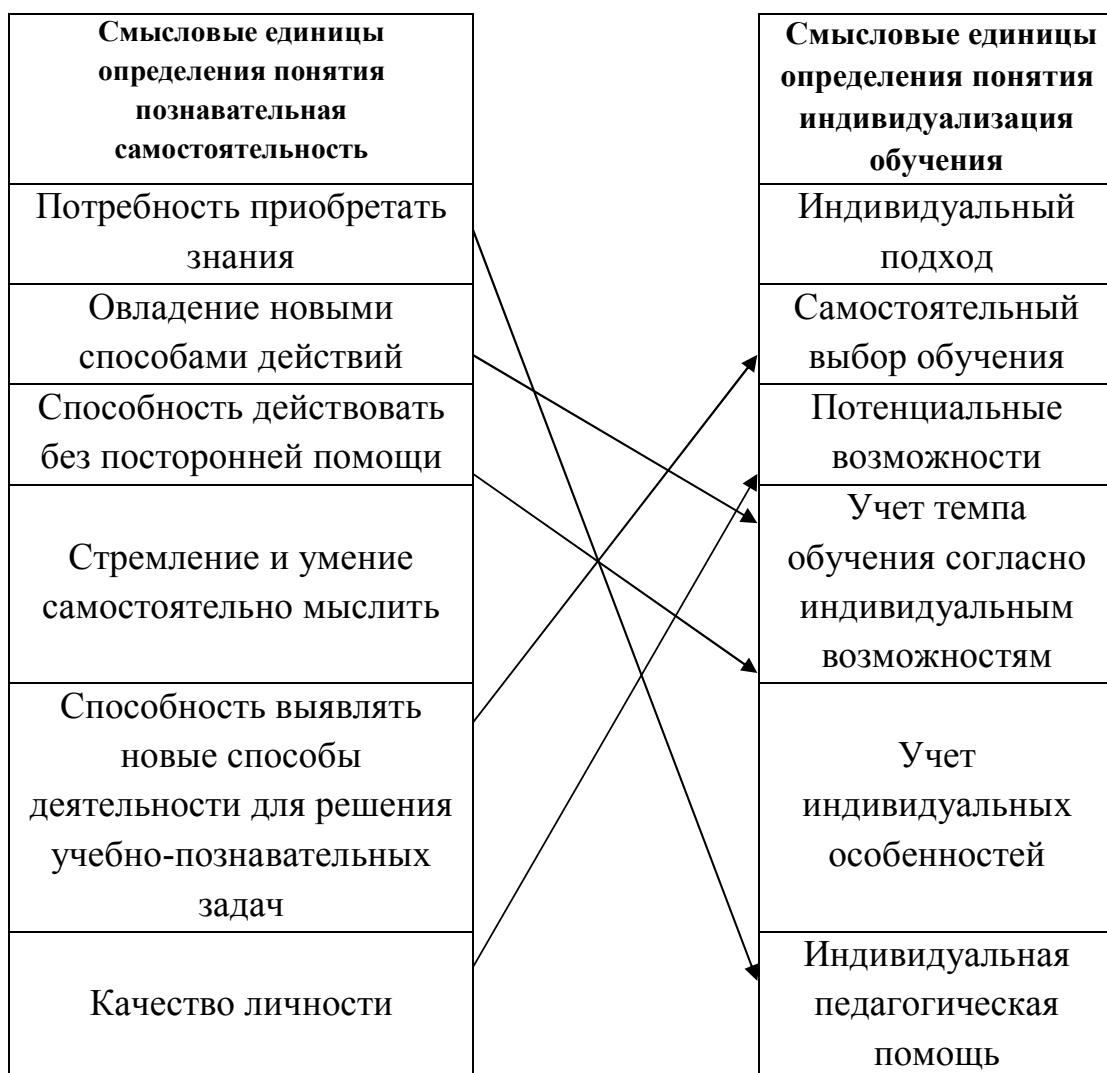 Смысловые единицы
определения понятия
познавательная
самостоятельность
Потребность приобретать
знания
Овладение новыми
способами действий
Способность действовать
без посторонней помощи
Стремление и умение
самостоятельно мыслить
Способность выявлять
новые способы
деятельности для решения
учебно-познавательных
задач
Качество личности
Смысловые единицы
определения понятия
индивидуализация
обучения
Индивидуальный
подход
Самостоятельный
выбор обучения
Потенциальные
возможности
Учет темпа
обучения согласно
индивидуальным
возможностям
Учет
индивидуальных
особенностей
Индивидуальная
педагогическая
помощь